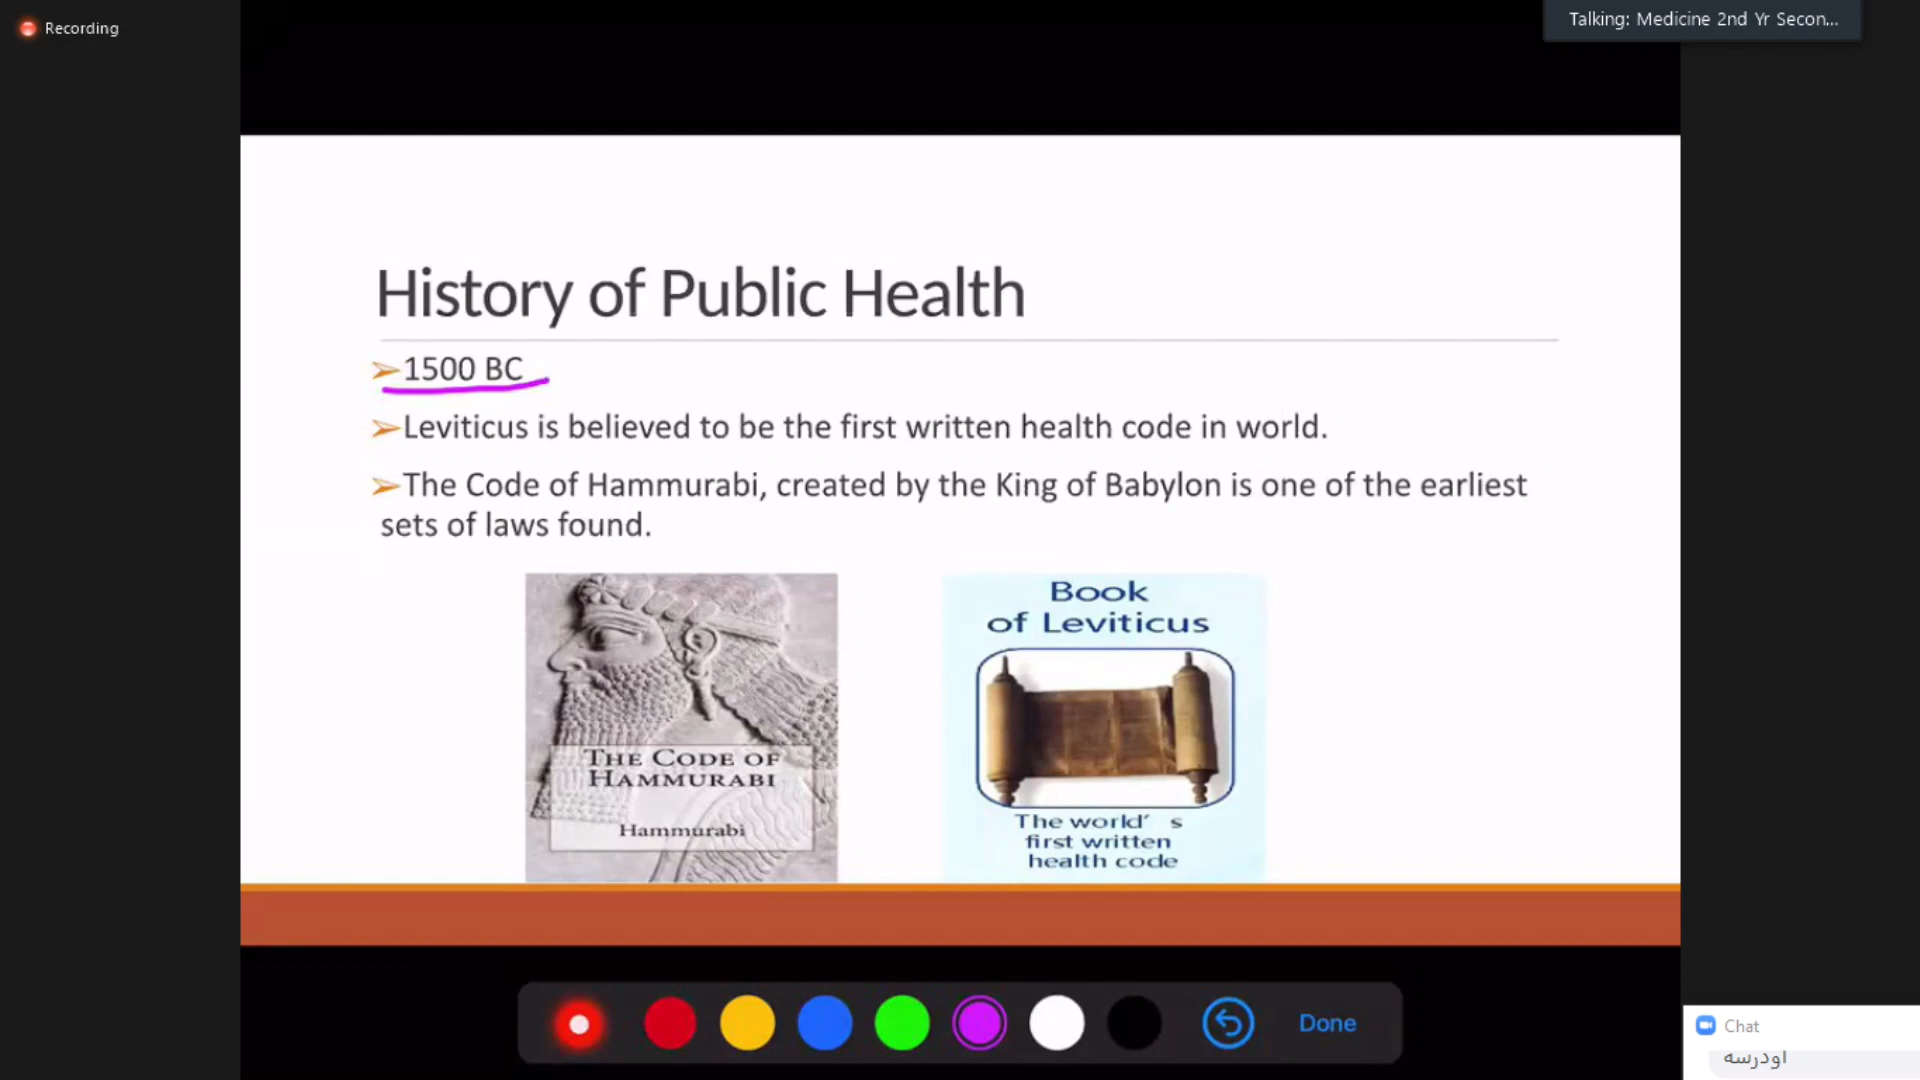 Recording
Talking: Medicine 2nd Yr Secon...
History of Public Health
➢1500 BC
➢Leviticus is believed to be the first written health code in world.
➢The Code of Hammurabi, created by the King of Babylon is one of the earliest
sets of laws found.
THE CODE OF
HAMMURABI
Hammurabi
Book
of Leviticus
The world’ s
first written
health code
Done
Chat
اودرسه